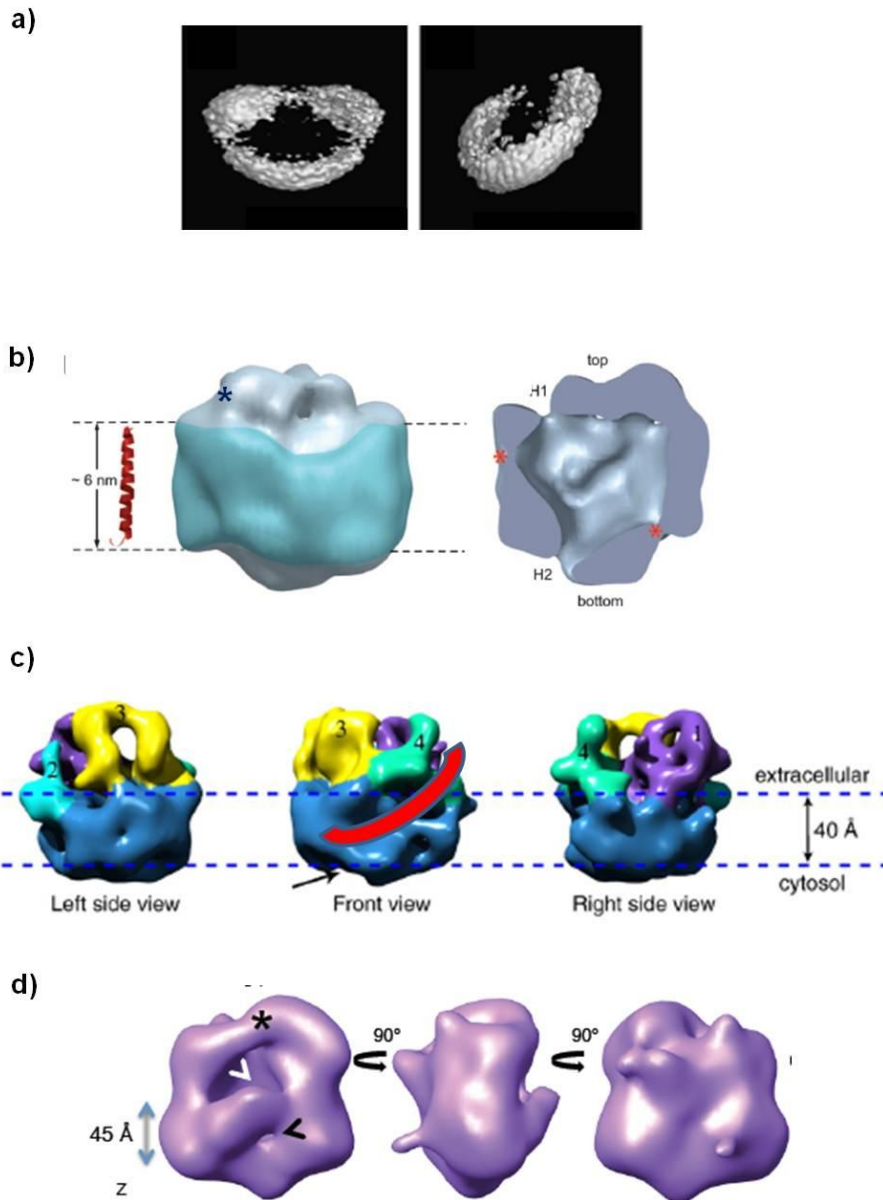 a)
b)
top
H1
*
~ 6 nm
*
*
H2
bottom
c)
3
2
3
4
4
1
extracellular
40 Å
cytosol
Left side view
Front view
Right side view
d)
*
90°
90°
45 Å
Z